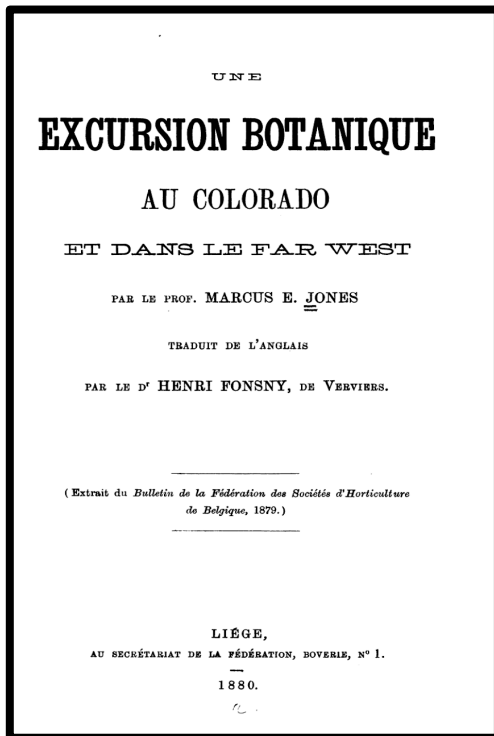 UNE
EXCURSION BOTANIQUE
AU COLORADO
ET DANS LE FAR WEST
PAR LE PROF. MARCUS E. JONES
TRADUIT DE L'ANGLAIS
PAR LE Dr HENRI FONSNY, DE VERVIERS.
(Extrait du Bulletin de la Fédération des Sociétés d'Horticulture
de Belgique, 1879.)
LIÉGE,
AU SECRÉTARIAT DE LA FÉDÉRATION, BOVERIE, No 1.
1880.